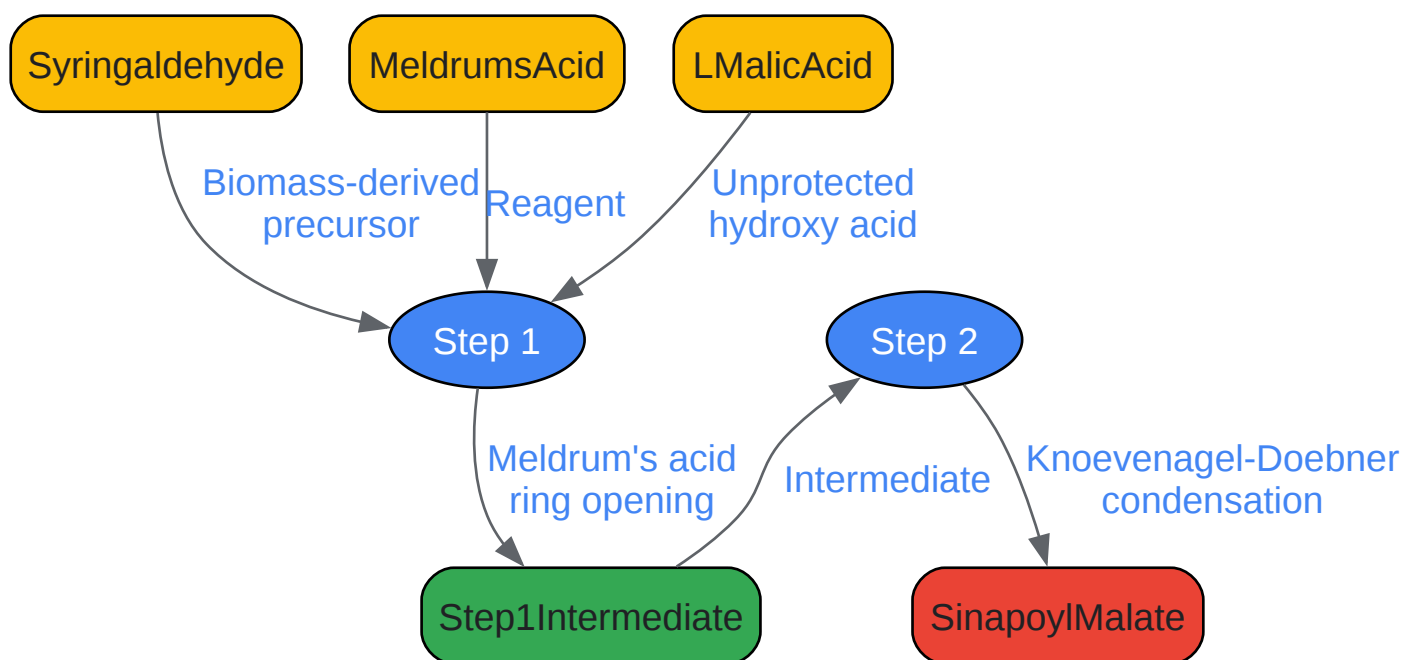 Syringaldehyde
MeldrumsAcid
LMalicAcid
Biomass-derived
precursor
Reagent
Unprotected
hydroxy acid
Step 1
Step 2
Meldrum's acid
ring opening
Intermediate
Knoevenagel-Doebner
condensation
Step1Intermediate
SinapoylMalate